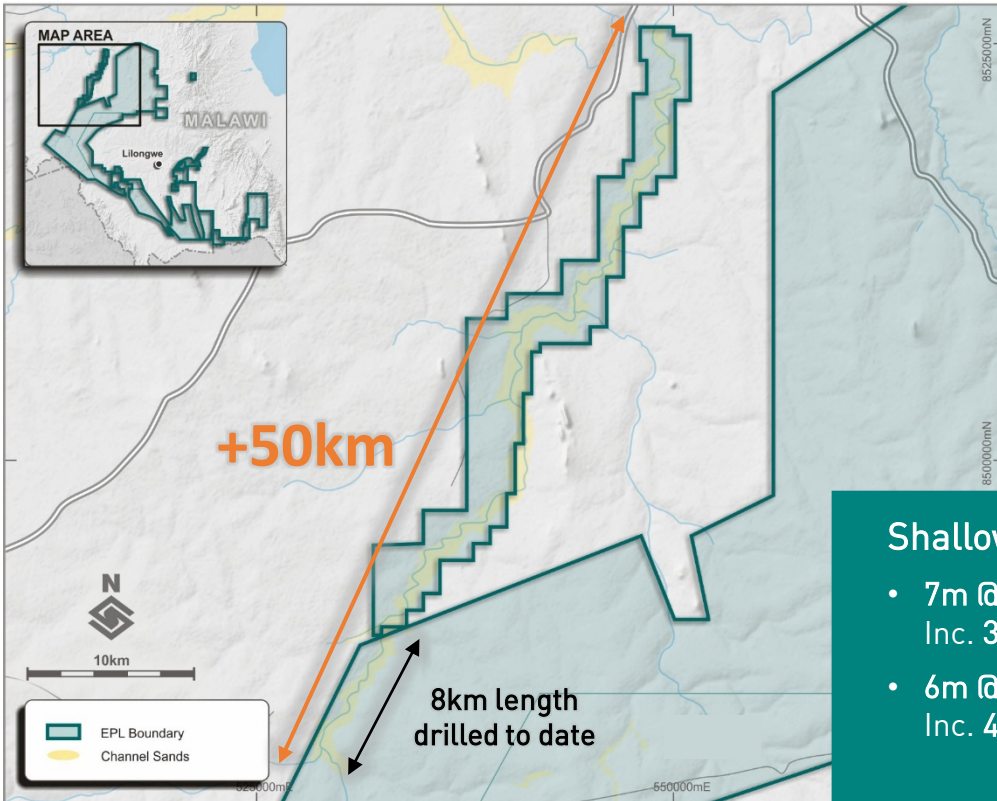 MAP AREA
MALAWI
Lilongwe
8525000mN
+50km
8500000mN
N
10km
EPL Boundary
Channel Sands
8km length
drilled to date
525000mE
550000mE
Shallow
• 7m @
Inc. 3
• 6m @
Inc. 4